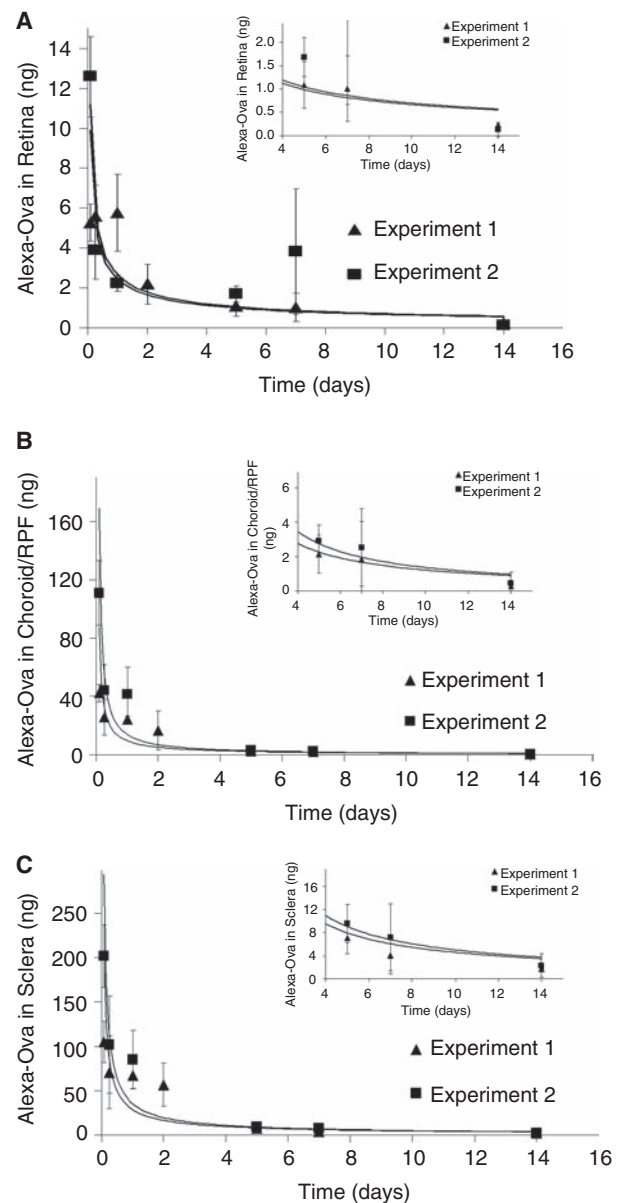 A
Alexa-Ova in Retina (ng)
14
12
10
8
6
4
2
0
0 2 4 6 8 10 12 14 16
Time (days)
Experiment 1
Experiment 2
Alexa-Ova in Retina (ng)
2.0
1.5
1.0
0.5
0.0
4 6 8 10 12 14
Time (days)
Experiment 1
Experiment 2
B
Alexa-Ova in Choroid/RPF (ng)
160
120
80
40
0
0 2 4 6 8 10 12 14 16
Time (days)
Experiment 1
Experiment 2
Alexa-Ova in Choroid/RPF
(ng)
6
4
2
0
4 6 8 10 12 14
Time (days)
Experiment 1
Experiment 2
C
Alexa-Ova in Sclera (ng)
250
200
150
100
50
0
0 2 4 6 8 10 12 14 16
Time (days)
Experiment 1
Experiment 2
Alexa-Ova in Sclera (ng)
16
12
8
4
0
4 6 8 10 12 14
Time (days)
Experiment 1
Experiment 2